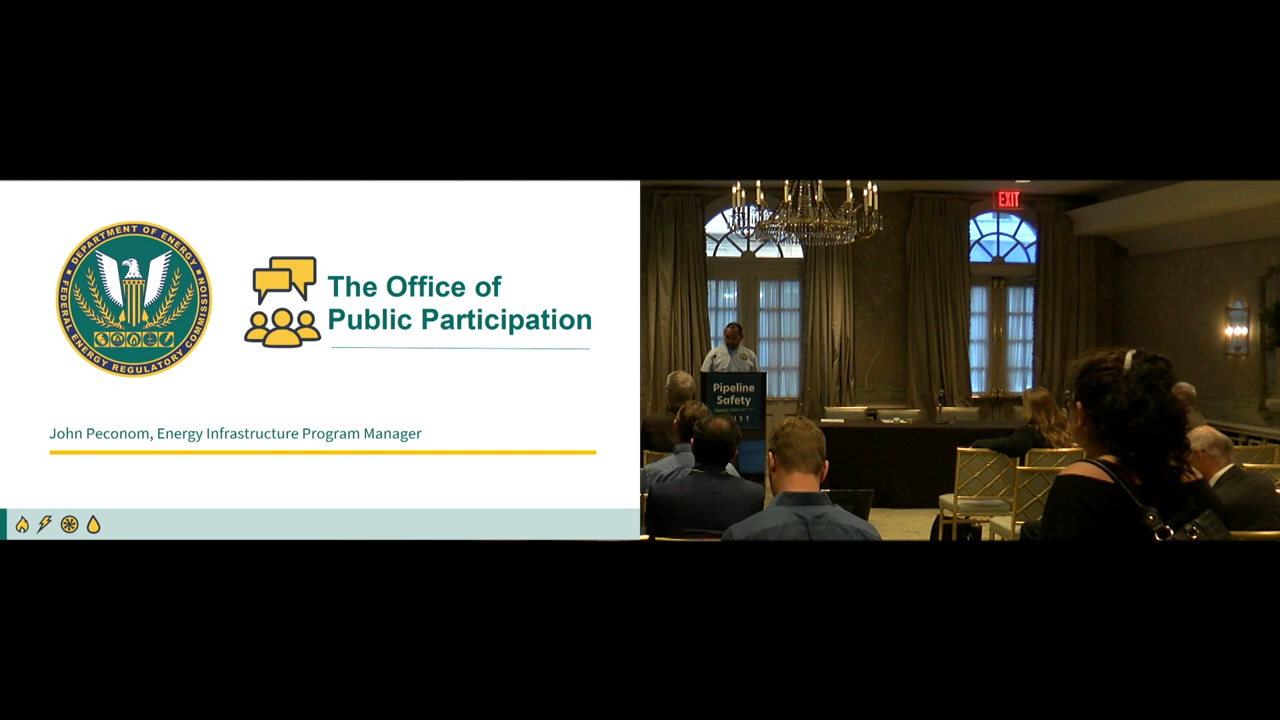 DEPARTMENT OF ENERGY
FEDERAL ENERGY REGULATORY COMMISSION
The Office of
Public Participation
John Peconom, Energy Infrastructure Program Manager
EXIT
Pipeline
Safety